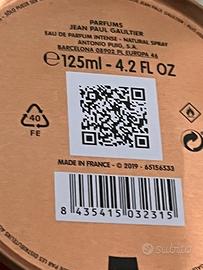 PARFUMS
JEAN PAUL GAULTIER
EAU DE PARFUM INTENSE - NATURAL SPRAY
ANTONIO PUIG, S.A.
BARCELONA 08902 PL EUROPA 46
℮125ml - 4.2 FL OZ
40
FE
MADE IN FRANCE - © 2019 - 65156533
8 435415 032315
subito